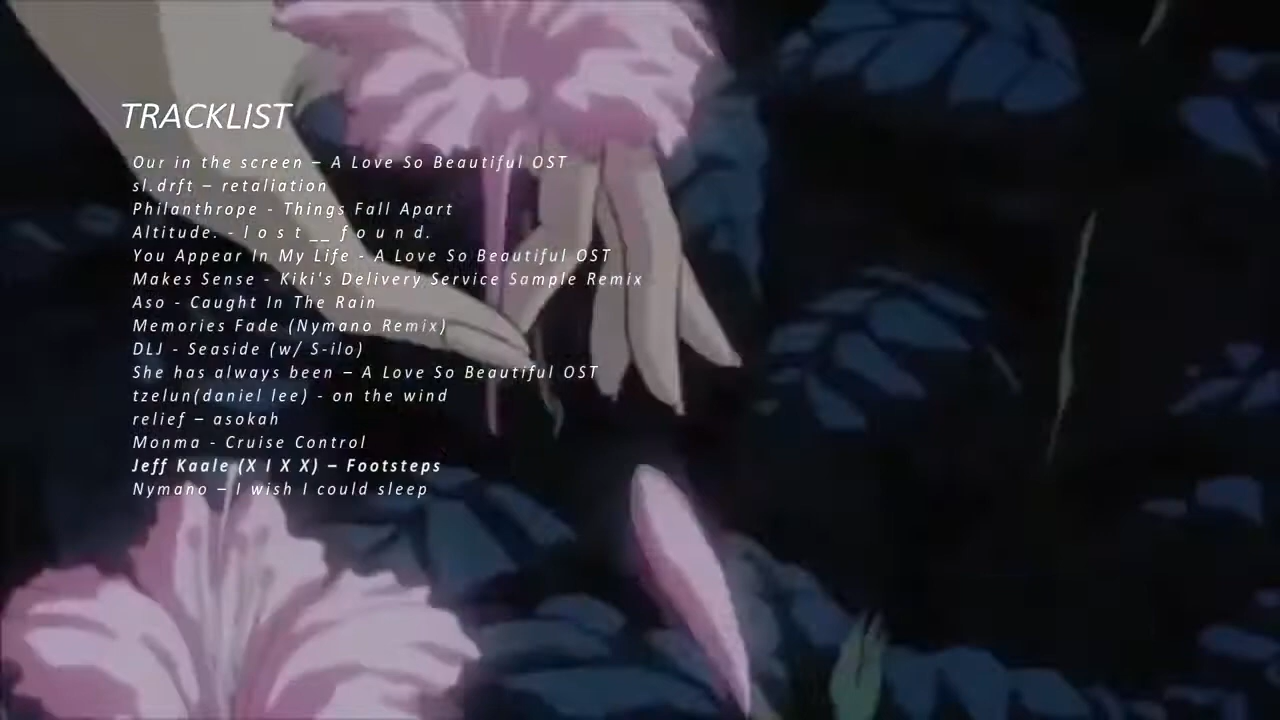 TRACKLIST
Our in the screen – A Love So Beautiful OST
sl.drft – retaliation
Philanthrope - Things Fall Apart
Altitude. - l o s t __ f o u n d.
You Appear In My Life - A Love So Beautiful OST
Makes Sense - Kiki's Delivery Service Sample Remix
Aso - Caught In The Rain
Memories Fade (Nymano Remix)
DLJ - Seaside (w/ S-ilo)
She has always been – A Love So Beautiful OST
tzelun(daniel lee) - on the wind
relief – asokah
Monma - Cruise Control
Jeff Kaale (X I X X) – Footsteps
Nymano – I wish I could sleep